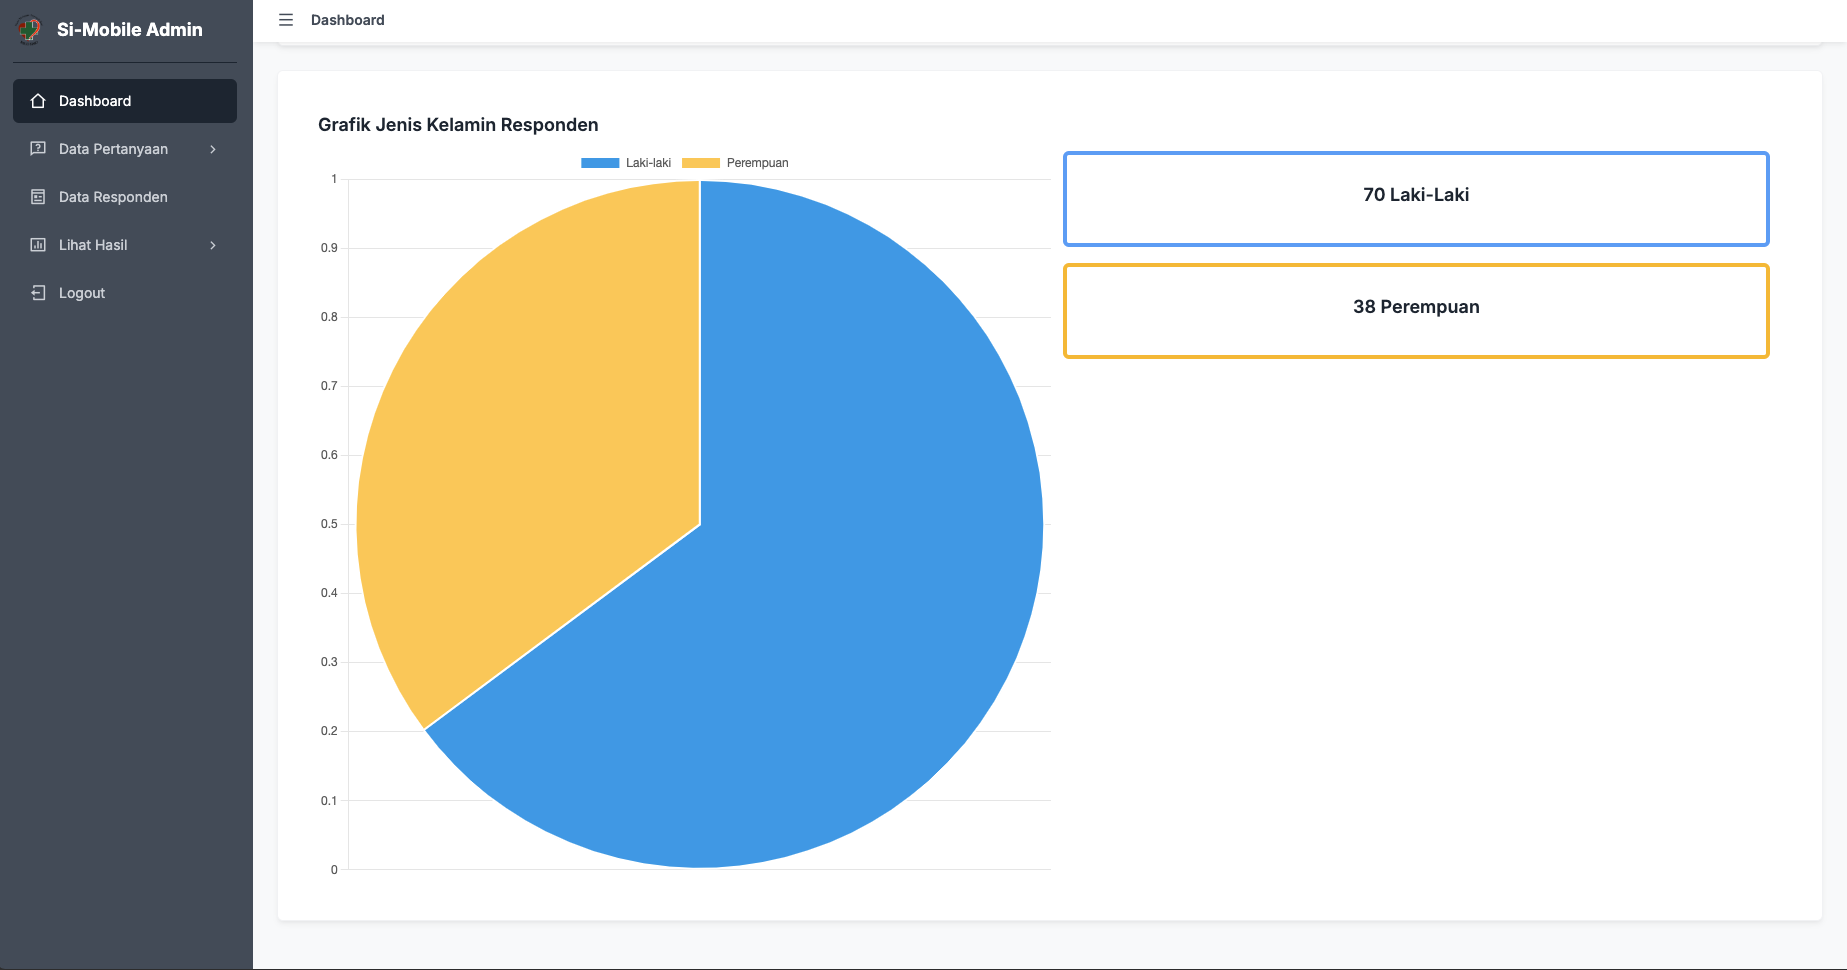 Si-Mobile Admin
Dashboard
Data Pertanyaan
Data Responden
Lihat Hasil
Logout
Dashboard
Grafik Jenis Kelamin Responden
Laki-laki
Perempuan
1
0.9
0.8
0.7
0.6
0.5
0.4
0.3
0.2
0.1
0
70 Laki-Laki
38 Perempuan